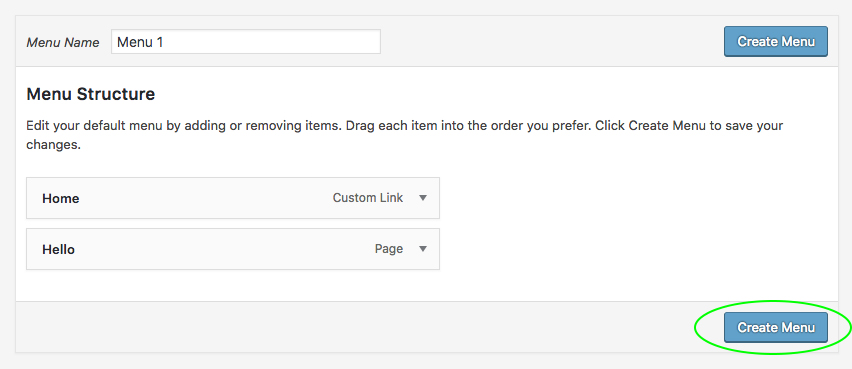 Menu Name Menu 1 Create Menu
Menu Structure
Edit your default menu by adding or removing items. Drag each item into the order you prefer. Click Create Menu to save your
changes.
Home Custom Link
Hello Page
Create Menu